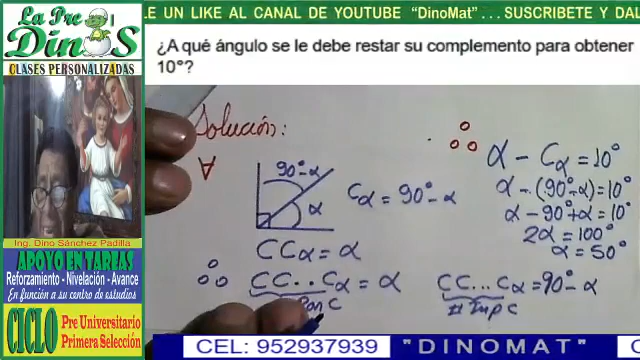 La Pre
DinoS
CLASES PERSONALIZADAS
LE UN LIKE AL CANAL DE YOUTUBE "DinoMat"... SUSCRIBETE Y DAL
¿A qué ángulo se le debe restar su complemento para obtener
10°?
Solución:
∀
90°-α
α
Cα = 90°-α
CCα = α
∴ CC..Cα = α
Par C
CC...Cα = 90°-α
# Imp C
∴ α - Cα = 10°
α - (90°-α) = 10°
α - 90° + α = 10°
2α = 100°
α = 50°
Ing. Dino Sánchez Padilla
APOYO EN TAREAS
Reforzamiento - Nivelación - Avance
En función a su centro de estudios
CICLO Pre Universitario
Primera Selección
CEL: 952937939 "DINOMAT" C